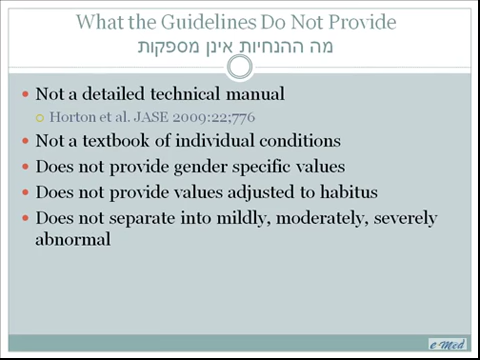 What the Guidelines Do Not Provide
מה ההנחיות אינן מספקות
Not a detailed technical manual
Horton et al. JASE 2009:22;776
Not a textbook of individual conditions
Does not provide gender specific values
Does not provide values adjusted to habitus
Does not separate into mildly, moderately, severely
abnormal
e-Med